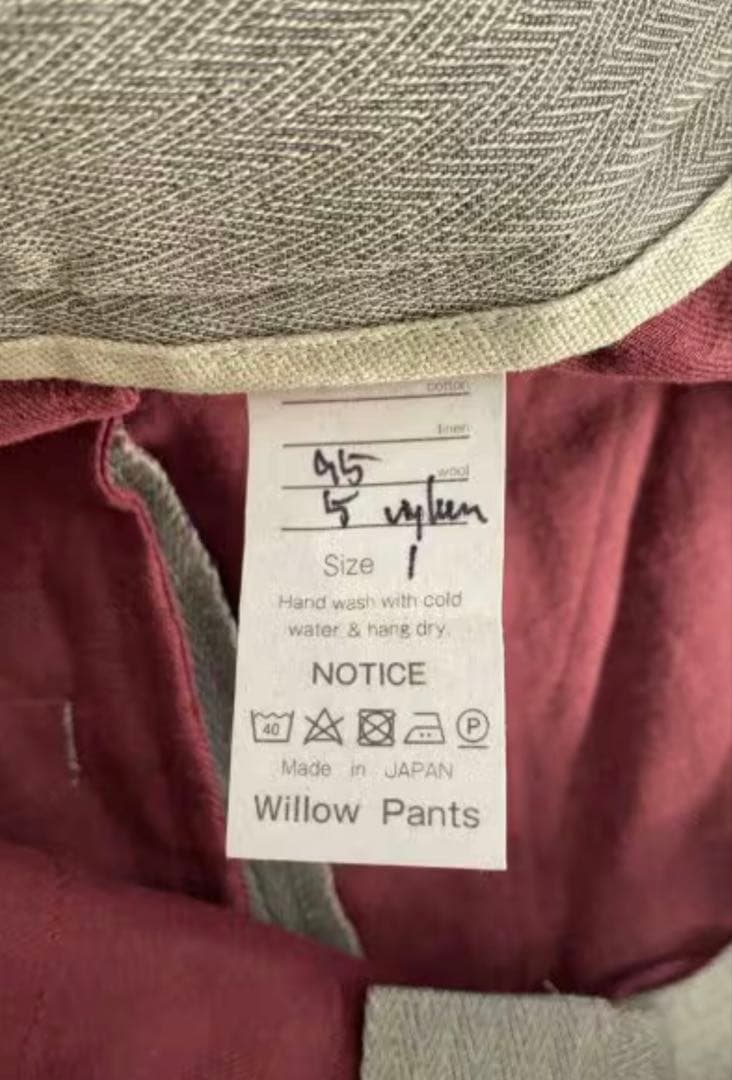 cotton
linen
95 wool
5 nylon
Size 1
Hand wash with cold
water & hang dry.
NOTICE
40 P
Made in JAPAN
Willow Pants